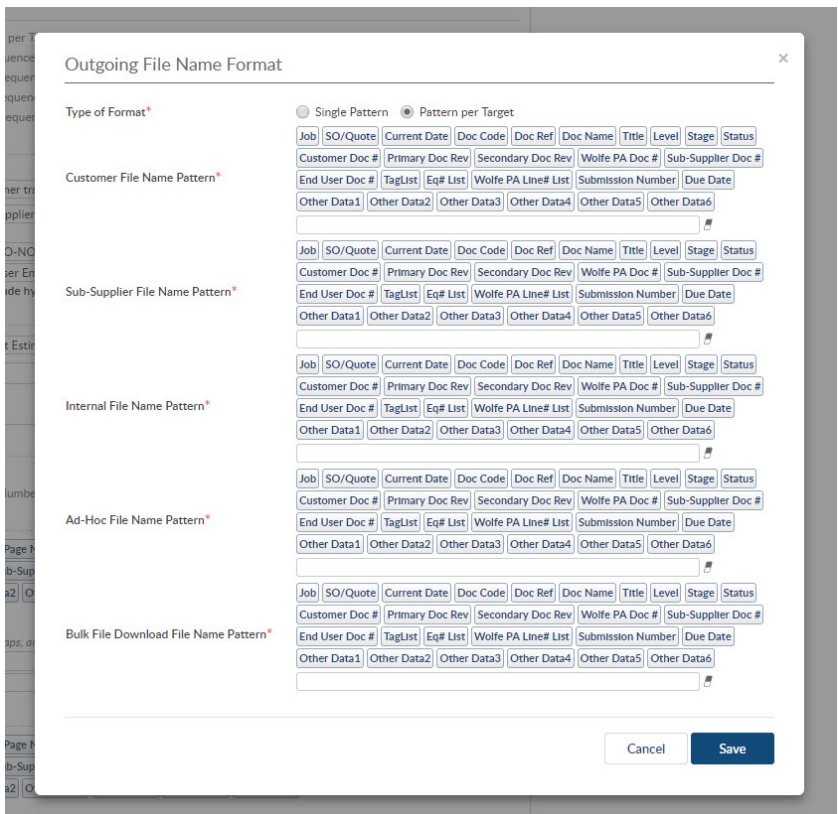 Outgoing File Name Format
×
Type of Format* Single Pattern Pattern per Target
Job SO/Quote Current Date Doc Code Doc Ref Doc Name Title Level Stage Status
Customer Doc # Primary Doc Rev Secondary Doc Rev Wolfe PA Doc # Sub-Supplier Doc #
Customer File Name Pattern* End User Doc # TagList Eq# List Wolfe PA Line# List Submission Number Due Date
Other Data1 Other Data2 Other Data3 Other Data4 Other Data5 Other Data6
Job SO/Quote Current Date Doc Code Doc Ref Doc Name Title Level Stage Status
Customer Doc # Primary Doc Rev Secondary Doc Rev Wolfe PA Doc # Sub-Supplier Doc #
Sub-Supplier File Name Pattern* End User Doc # TagList Eq# List Wolfe PA Line# List Submission Number Due Date
Other Data1 Other Data2 Other Data3 Other Data4 Other Data5 Other Data6
Job SO/Quote Current Date Doc Code Doc Ref Doc Name Title Level Stage Status
Customer Doc # Primary Doc Rev Secondary Doc Rev Wolfe PA Doc # Sub-Supplier Doc #
Internal File Name Pattern* End User Doc # TagList Eq# List Wolfe PA Line# List Submission Number Due Date
Other Data1 Other Data2 Other Data3 Other Data4 Other Data5 Other Data6
Job SO/Quote Current Date Doc Code Doc Ref Doc Name Title Level Stage Status
Customer Doc # Primary Doc Rev Secondary Doc Rev Wolfe PA Doc # Sub-Supplier Doc #
Ad-Hoc File Name Pattern* End User Doc # TagList Eq# List Wolfe PA Line# List Submission Number Due Date
Other Data1 Other Data2 Other Data3 Other Data4 Other Data5 Other Data6
Job SO/Quote Current Date Doc Code Doc Ref Doc Name Title Level Stage Status
Customer Doc # Primary Doc Rev Secondary Doc Rev Wolfe PA Doc # Sub-Supplier Doc #
Bulk File Download File Name Pattern* End User Doc # TagList Eq# List Wolfe PA Line# List Submission Number Due Date
Other Data1 Other Data2 Other Data3 Other Data4 Other Data5 Other Data6
Cancel Save